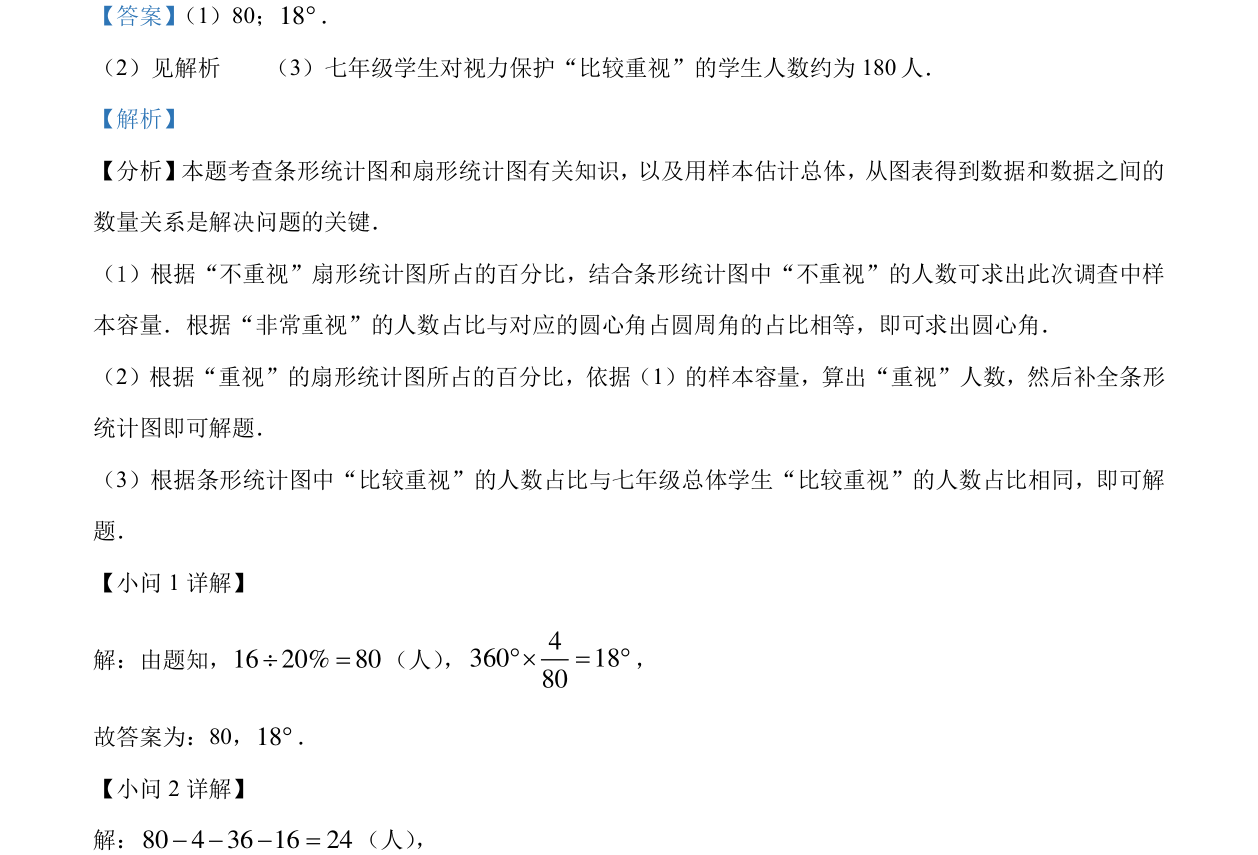 【答案】（1）80；18°．
（2）见解析　　（3）七年级学生对视力保护“比较重视”的学生人数约为 180 人．
【解析】
【分析】本题考查条形统计图和扇形统计图有关知识，以及用样本估计总体，从图表得到数据和数据之间的
数量关系是解决问题的关键．
（1）根据“不重视”扇形统计图所占的百分比，结合条形统计图中“不重视”的人数可求出此次调查中样
本容量．根据“非常重视”的人数占比与对应的圆心角占圆周角的占比相等，即可求出圆心角．
（2）根据“重视”的扇形统计图所占的百分比，依据（1）的样本容量，算出“重视”人数，然后补全条形
统计图即可解题．
（3）根据条形统计图中“比较重视”的人数占比与七年级总体学生“比较重视”的人数占比相同，即可解
题．
【小问 1 详解】
解：由题知，16÷20%=80（人），360°×4/80=18°，
故答案为：80，18°．
【小问 2 详解】
解：80−4−36−16=24（人），